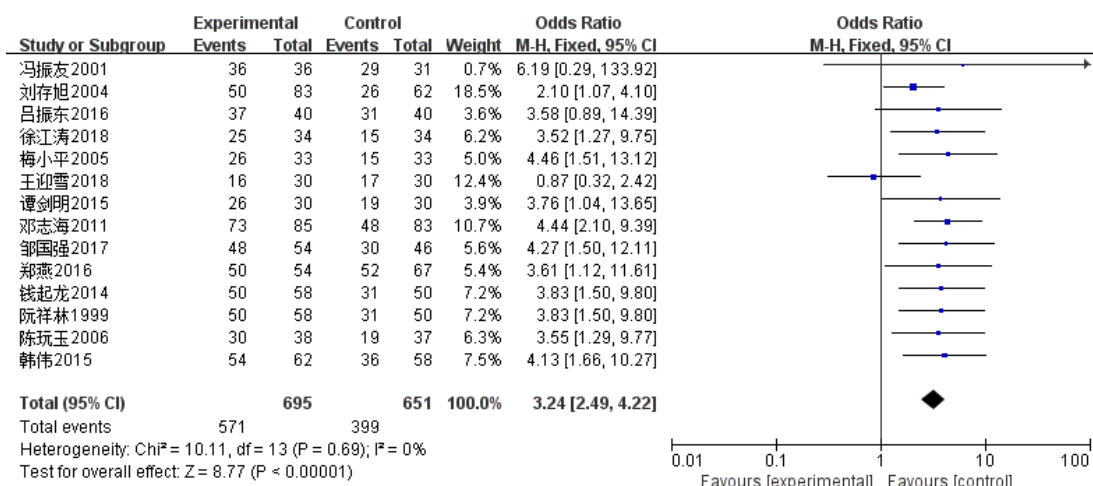 Experimental Control Odds Ratio Odds Ratio
Study or Subgroup Events Total Events Total Weight M-H, Fixed, 95% CI M-H, Fixed, 95% CI
冯振友2001 36 36 29 31 0.7% 6.19 [0.29, 133.92]
刘存旭2004 50 83 26 62 18.5% 2.10 [1.07, 4.10]
吕振东2016 37 40 31 40 3.6% 3.58 [0.89, 14.39]
徐江涛2018 25 34 15 34 6.2% 3.52 [1.27, 9.75]
梅小平2005 26 33 15 33 5.0% 4.46 [1.51, 13.12]
王迎雪2018 16 30 17 30 12.4% 0.87 [0.32, 2.42]
谭剑明2015 26 30 19 30 3.9% 3.76 [1.04, 13.65]
邓志海2011 73 85 48 83 10.7% 4.44 [2.10, 9.39]
邹国强2017 48 54 30 46 5.6% 4.27 [1.50, 12.11]
郑燕2016 50 54 52 67 5.4% 3.61 [1.12, 11.61]
钱起龙2014 50 58 31 50 7.2% 3.83 [1.50, 9.80]
阮祥林1999 50 58 31 50 7.2% 3.83 [1.50, 9.80]
陈玩玉2006 30 38 19 37 6.3% 3.55 [1.29, 9.77]
韩伟2015 54 62 36 58 7.5% 4.13 [1.66, 10.27]
Total (95% CI) 695 651 100.0% 3.24 [2.49, 4.22]
Total events 571 399
Heterogeneity: Chi² = 10.11, df = 13 (P = 0.69); I² = 0%
Test for overall effect: Z = 8.77 (P < 0.00001)
0.01 0.1 1 10 100
Favours [experimental] Favours [control]